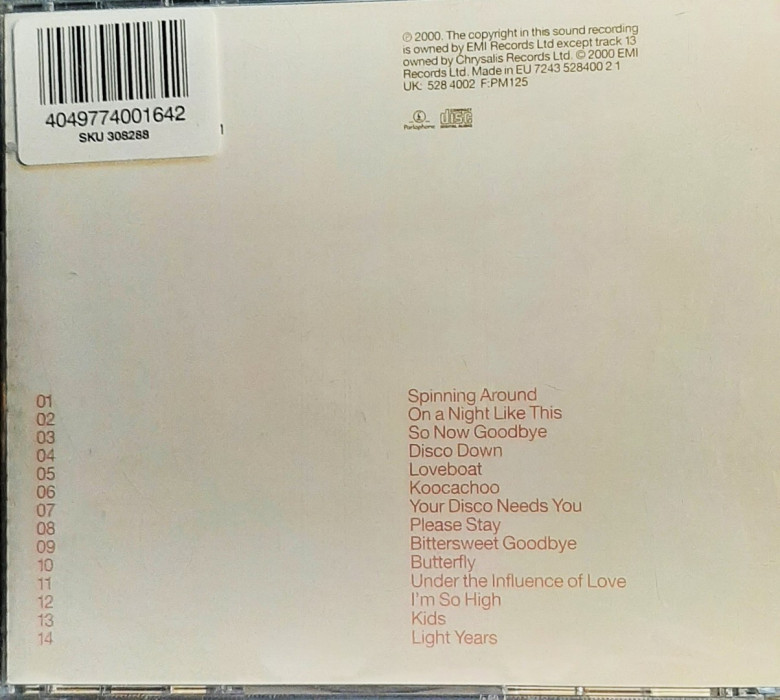 4049774001642
SKU 308288
℗ 2000. The copyright in this sound recording
is owned by EMI Records Ltd except track 13
owned by Chrysalis Records Ltd. © 2000 EMI
Records Ltd. Made in EU 7243 528400 2 1
UK: 528 4002 F:PM125
Parlophone
COMPACT
disc
DIGITAL AUDIO
01 Spinning Around
02 On a Night Like This
03 So Now Goodbye
04 Disco Down
05 Loveboat
06 Koocachoo
07 Your Disco Needs You
08 Please Stay
09 Bittersweet Goodbye
10 Butterfly
11 Under the Influence of Love
12 I'm So High
13 Kids
14 Light Years